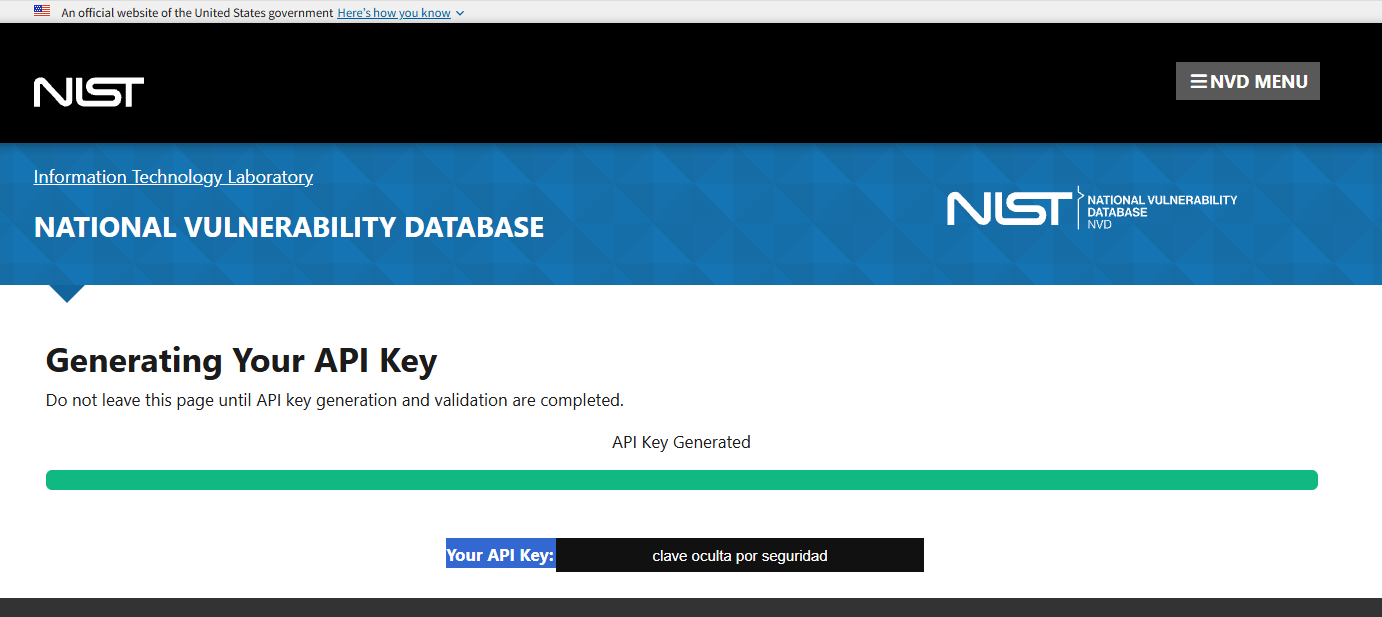 An official website of the United States government Here's how you know
NIST
NVD MENU
Information Technology Laboratory
NATIONAL VULNERABILITY DATABASE
NIST
NATIONAL VULNERABILITY
DATABASE
NVD
Generating Your API Key
Do not leave this page until API key generation and validation are completed.
API Key Generated
Your API Key: clave oculta por seguridad